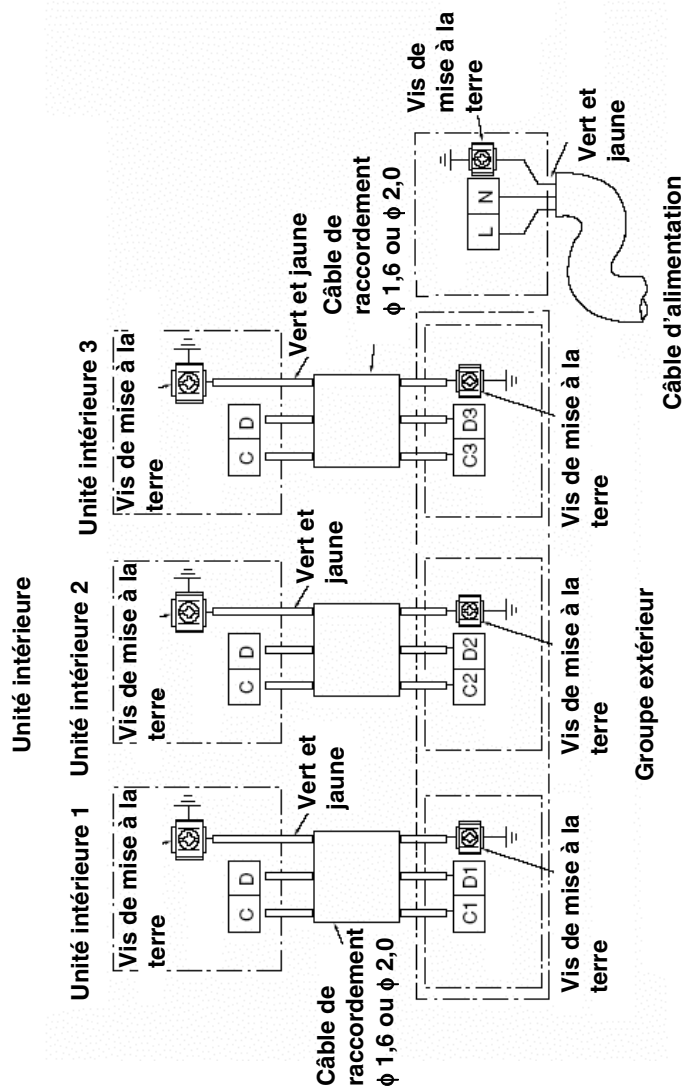 Unité intérieure
Unité intérieure 1
Vis de mise à la
terre
C D
Vert et
jaune
Câble de
raccordement
ϕ 1,6 ou ϕ 2,0
C1 D1
Vis de mise à la
terre
Unité intérieure 2
Vis de mise à la
terre
C D
Vert et
jaune
C2 D2
Vis de mise à la
terre
Unité intérieure 3
Vis de mise à la
terre
C D
Vert et jaune
Câble de
raccordement
ϕ 1,6 ou ϕ 2,0
C3 D3
Vis de mise à la
terre
Groupe extérieur
Vis de
mise à la
terre
L N
Vert et
jaune
Câble d'alimentation